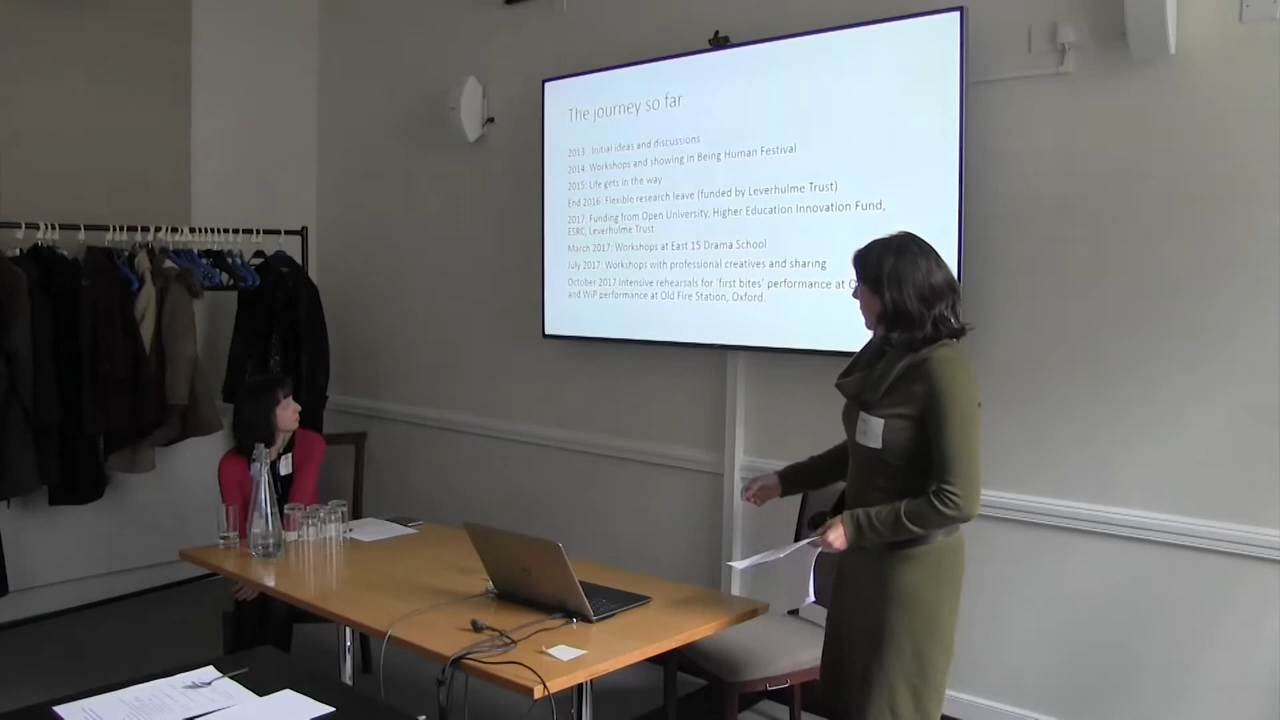 The journey so far
2013 Initial ideas and discussions
2014: Workshops and showing in Being Human Festival
2015: Life gets in the way
End 2016: Flexible research leave (funded by Leverhulme Trust)
2017: Funding from Open University, Higher Education Innovation Fund,
ESRC, Leverhulme Trust
March 2017: Workshops at East 15 Drama School
July 2017: Workshops with professional creatives and sharing
October 2017 Intensive rehearsals for 'first bites' performance at
and WiP performance at Old Fire Station, Oxford.